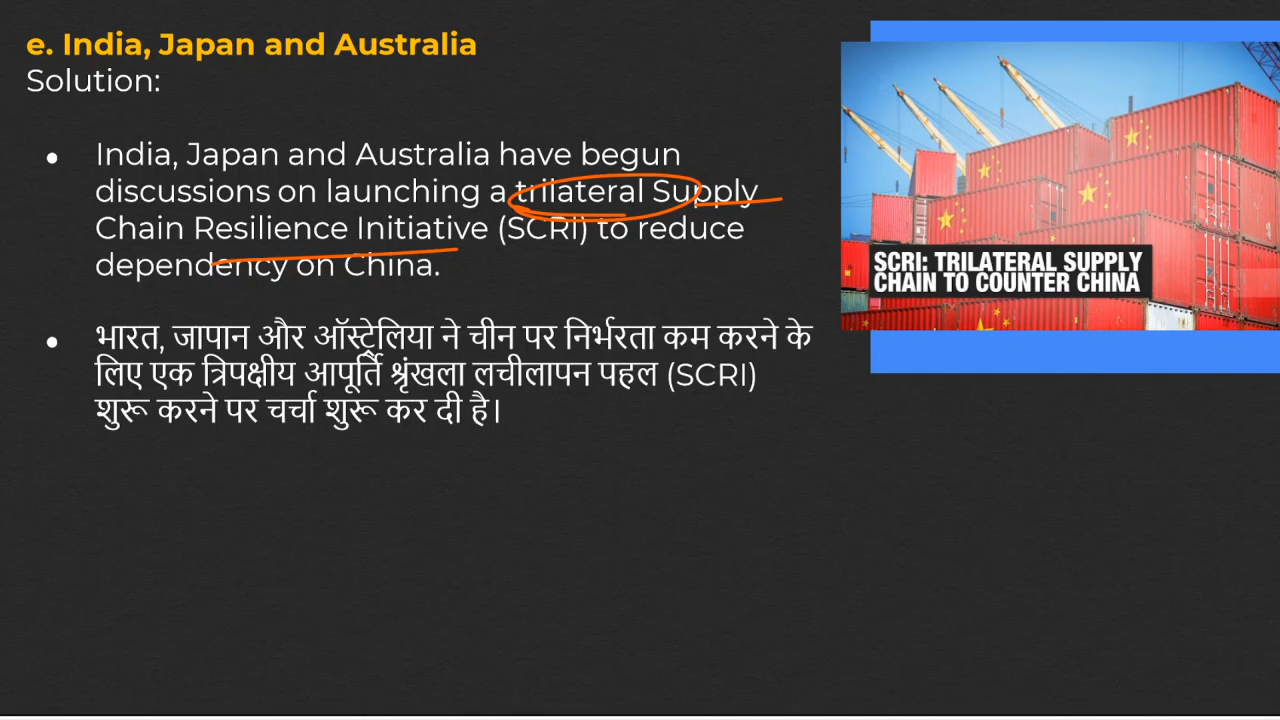 e. India, Japan and Australia
Solution:
● India, Japan and Australia have begun
discussions on launching a trilateral Supply
Chain Resilience Initiative (SCRI) to reduce
dependency on China.
● भारत, जापान और ऑस्ट्रेलिया ने चीन पर निर्भरता कम करने के
लिए एक त्रिपक्षीय आपूर्ति श्रृंखला लचीलापन पहल (SCRI)
शुरू करने पर चर्चा शुरू कर दी है।
SCRI: TRILATERAL SUPPLY
CHAIN TO COUNTER CHINA